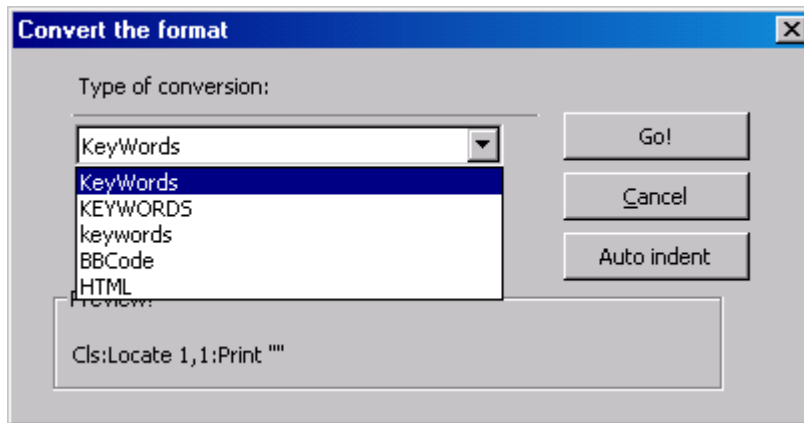 Convert the format
Type of conversion:
KeyWords
Go!
KeyWords
KEYWORDS
keywords
BBCode
HTML
Cancel
Auto indent
Preview:
Cls:Locate 1,1:Print ""